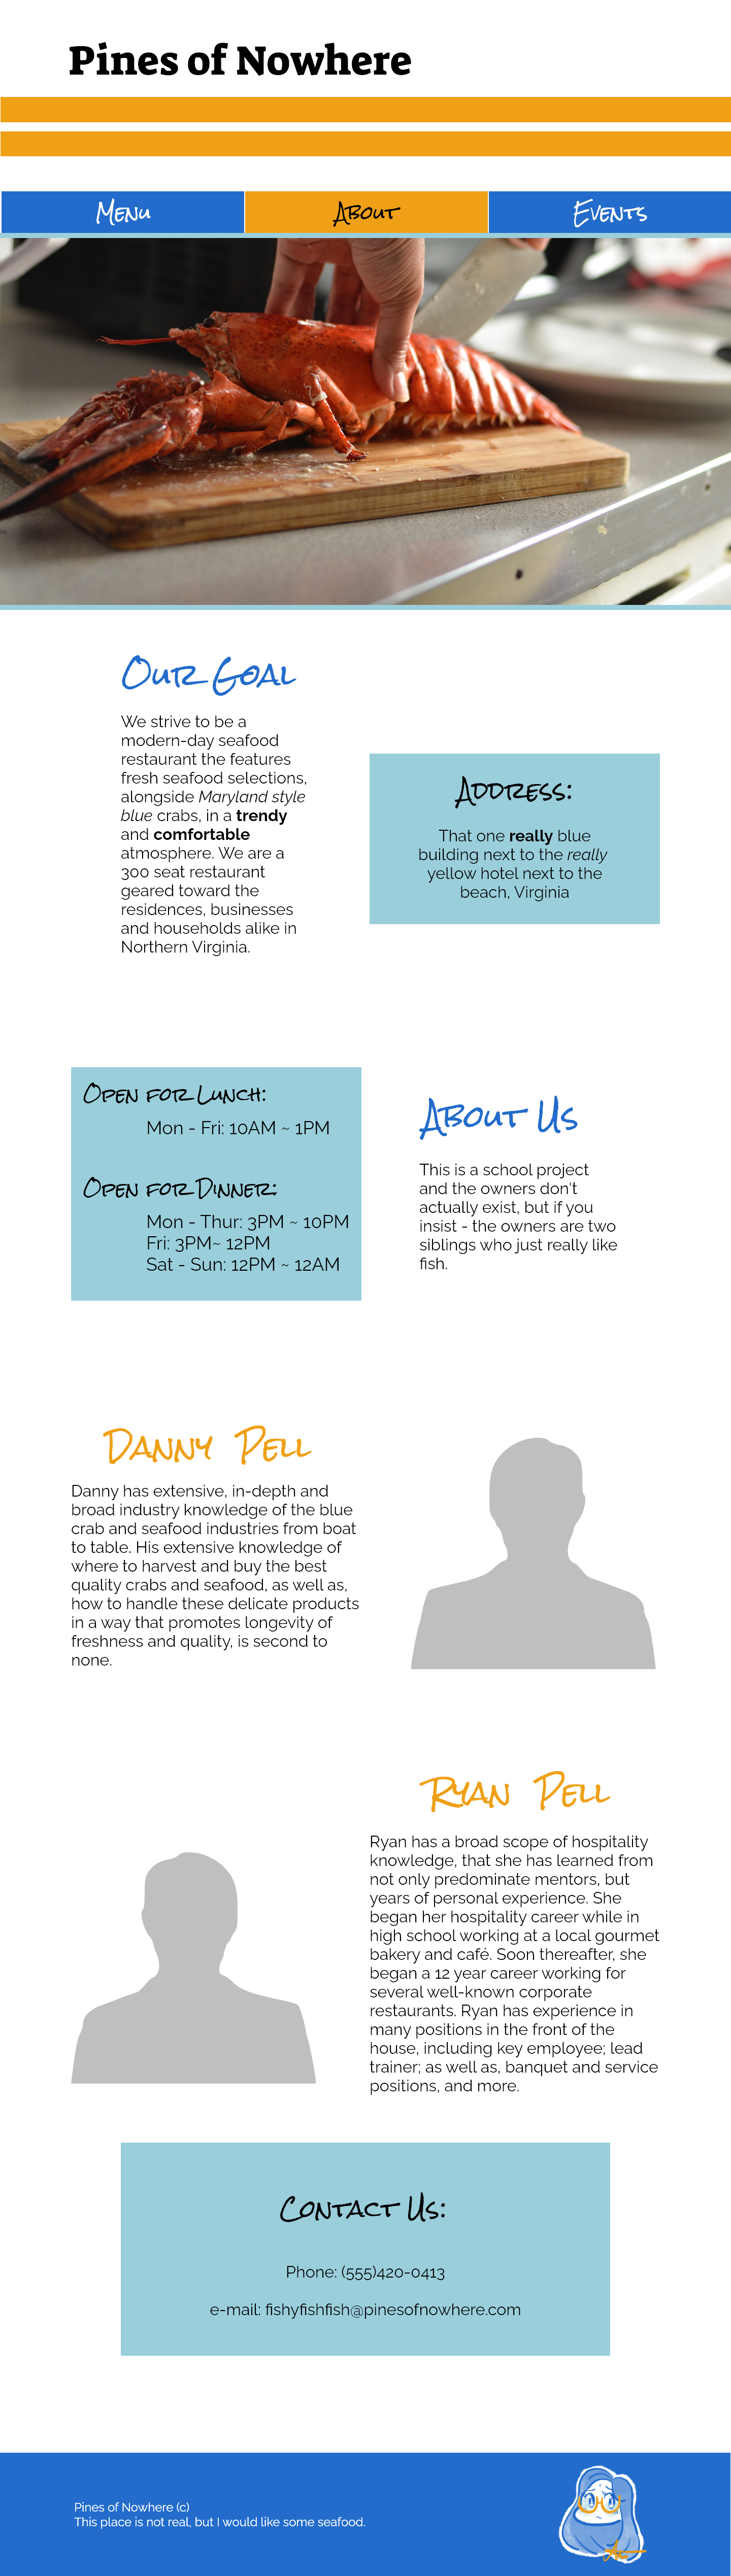 Pines of Nowhere
Menu
About
Events
Our Goal
We strive to be a
modern-day seafood
restaurant the features
fresh seafood selections,
alongside Maryland style
blue crabs, in a trendy
and comfortable
atmosphere. We are a
300 seat restaurant
geared toward the
residences, businesses
and households alike in
Northern Virginia.
Address:
That one really blue
building next to the really
yellow hotel next to the
beach, Virginia
Open for Lunch:
Mon - Fri: 10AM ~ 1PM
Open for Dinner:
Mon - Thur: 3PM ~ 10PM
Fri: 3PM~ 12PM
Sat - Sun: 12PM ~ 12AM
About Us
This is a school project
and the owners don't
actually exist, but if you
insist - the owners are two
siblings who just really like
fish.
Danny Pell
Danny has extensive, in-depth and
broad industry knowledge of the blue
crab and seafood industries from boat
to table. His extensive knowledge of
where to harvest and buy the best
quality crabs and seafood, as well as,
how to handle these delicate products
in a way that promotes longevity of
freshness and quality, is second to
none.
Ryan Pell
Ryan has a broad scope of hospitality
knowledge, that she has learned from
not only predominate mentors, but
years of personal experience. She
began her hospitality career while in
high school working at a local gourmet
bakery and café. Soon thereafter, she
began a 12 year career working for
several well-known corporate
restaurants. Ryan has experience in
many positions in the front of the
house, including key employee; lead
trainer; as well as, banquet and service
positions, and more.
Contact Us:
Phone: (555)420-0413
e-mail: fishyfishfish@pinesofnowhere.com
Pines of Nowhere (c)
This place is not real, but I would like some seafood.